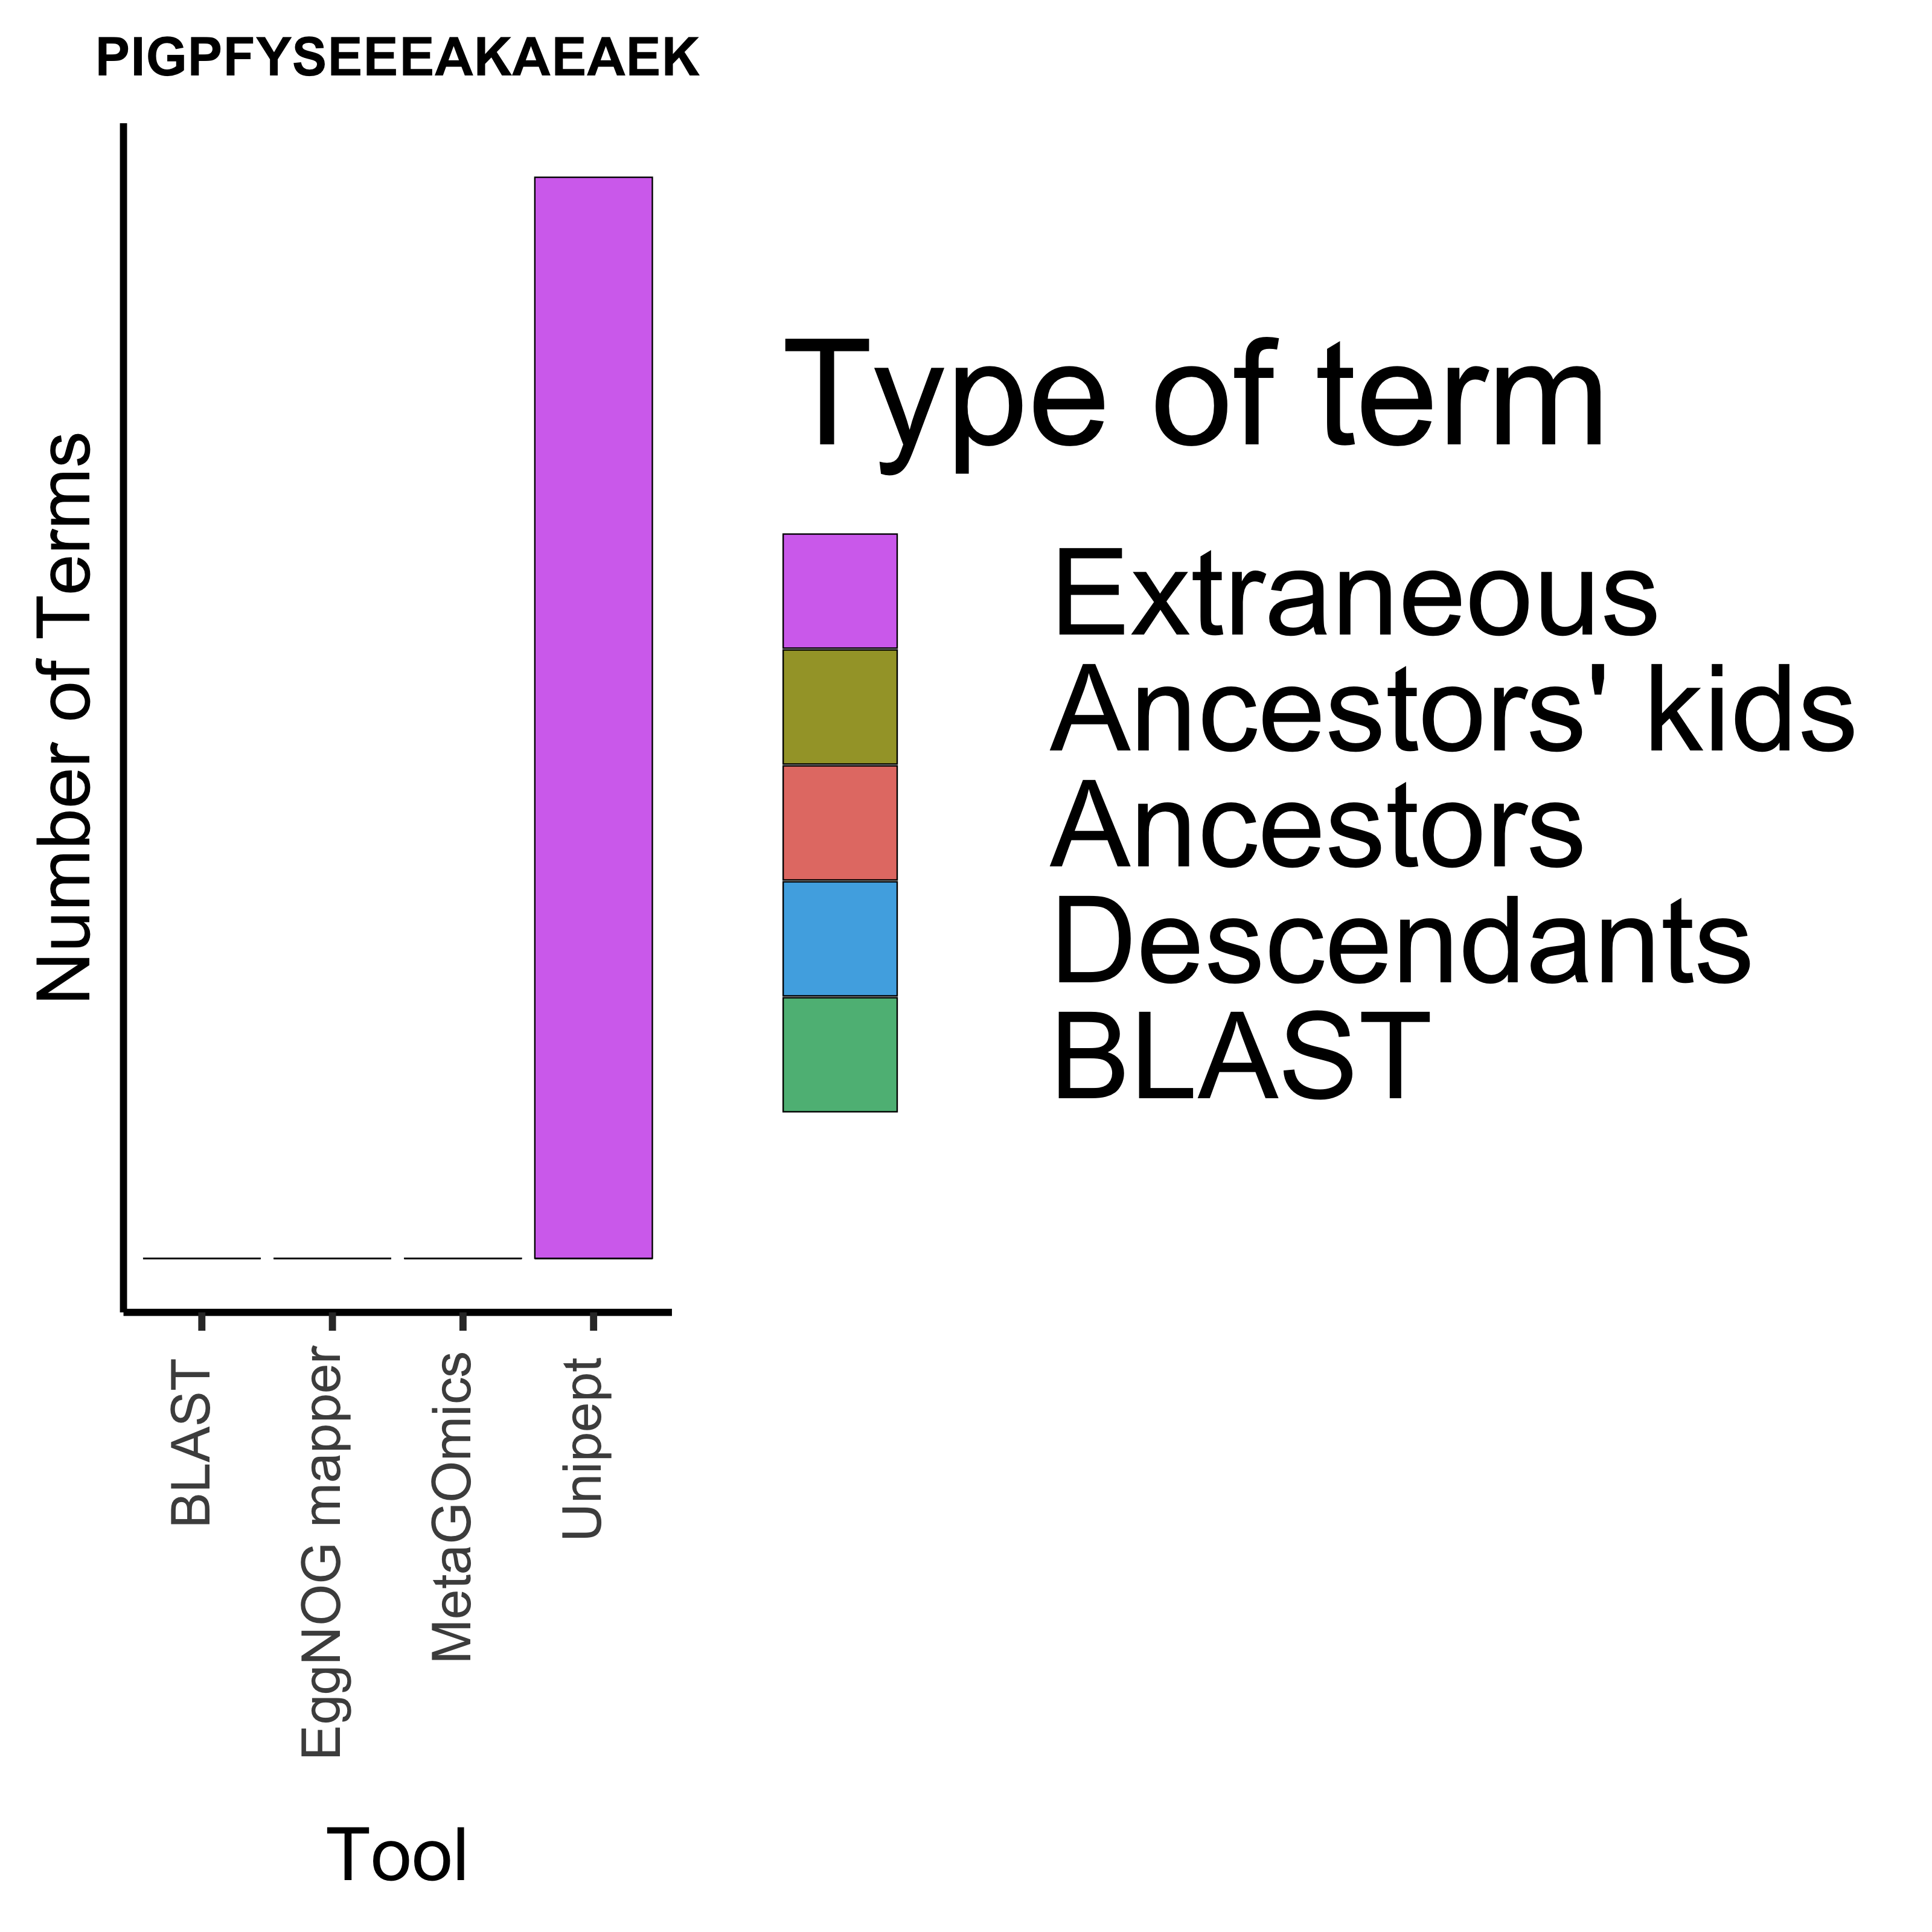 PIGPFYSEEEAKAEAEK
Number of Terms
Type of term
Extraneous
Ancestors' kids
Ancestors
Descendants
BLAST
BLAST
EggNOG mapper
MetaGOmics
Unipept
Tool